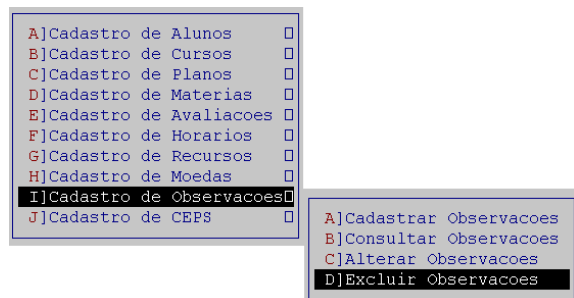 A]Cadastro de Alunos
B]Cadastro de Cursos
C]Cadastro de Planos
D]Cadastro de Materias
E]Cadastro de Avaliacoes
F]Cadastro de Horarios
G]Cadastro de Recursos
H]Cadastro de Moedas
I]Cadastro de Observacoes
J]Cadastro de CEPS
A]Cadastrar Observacoes
B]Consultar Observacoes
C]Alterar Observacoes
D]Excluir Observacoes